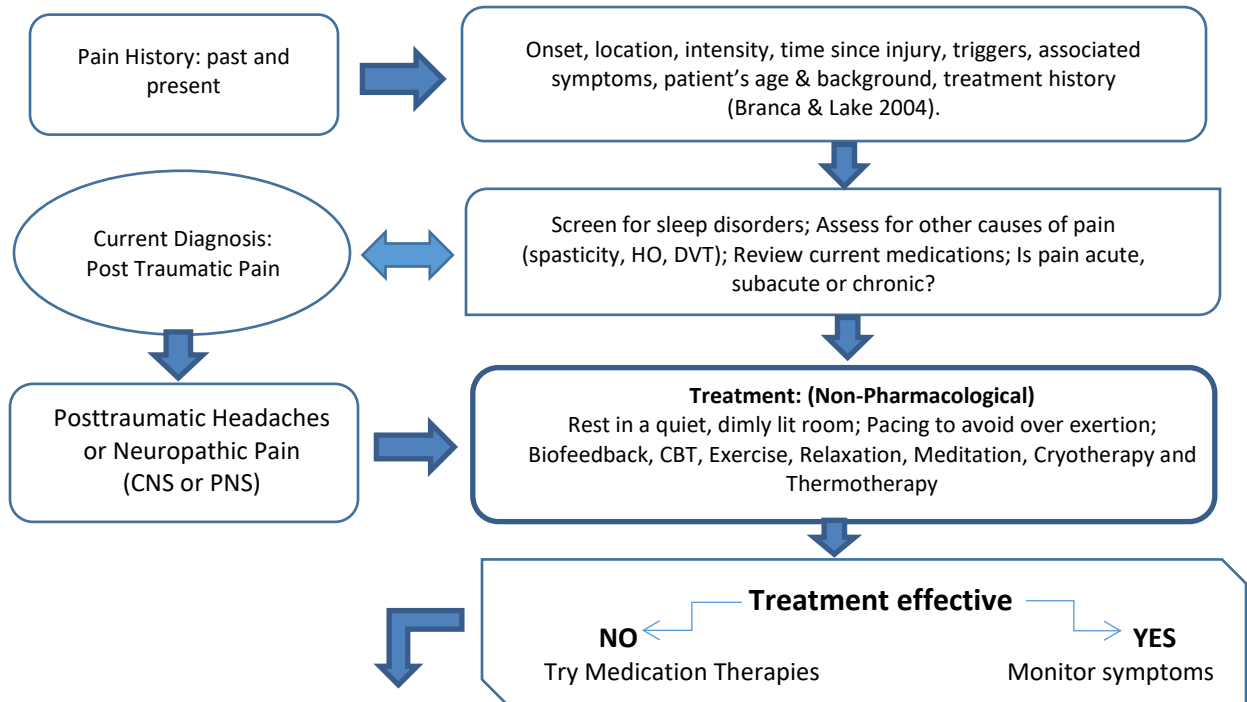 Pain History: past and
present
Onset, location, intensity, time since injury, triggers, associated
symptoms, patient’s age & background, treatment history
(Branca & Lake 2004).
Current Diagnosis:
Post Traumatic Pain
Screen for sleep disorders; Assess for other causes of pain
(spasticity, HO, DVT); Review current medications; Is pain acute,
subacute or chronic?
Posttraumatic Headaches
or Neuropathic Pain
(CNS or PNS)
Treatment: (Non-Pharmacological)
Rest in a quiet, dimly lit room; Pacing to avoid over exertion;
Biofeedback, CBT, Exercise, Relaxation, Meditation, Cryotherapy and
Thermotherapy
Treatment effective
NO
Try Medication Therapies
YES
Monitor symptoms